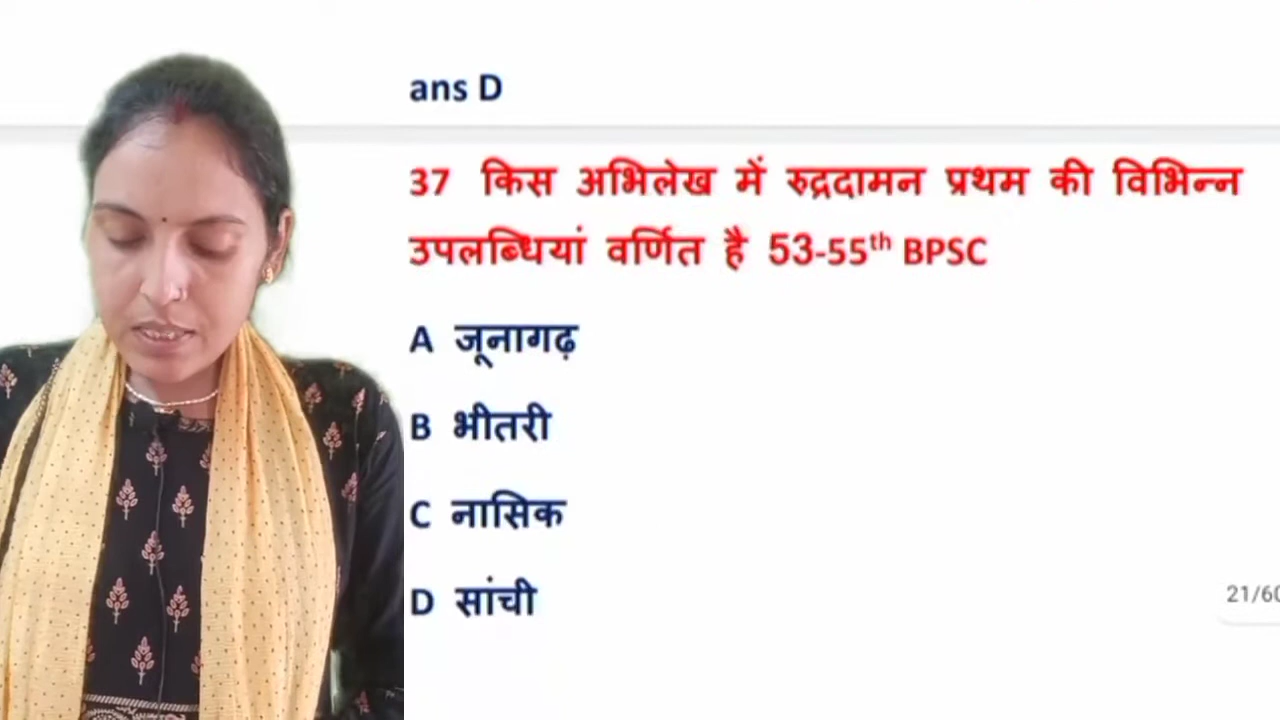 ans D
37 किस अभिलेख में रुद्रदामन प्रथम की विभिन्न
उपलब्धियां वर्णित है 53-55th BPSC
A जूनागढ़
B भीतरी
C नासिक
D सांची
21/60